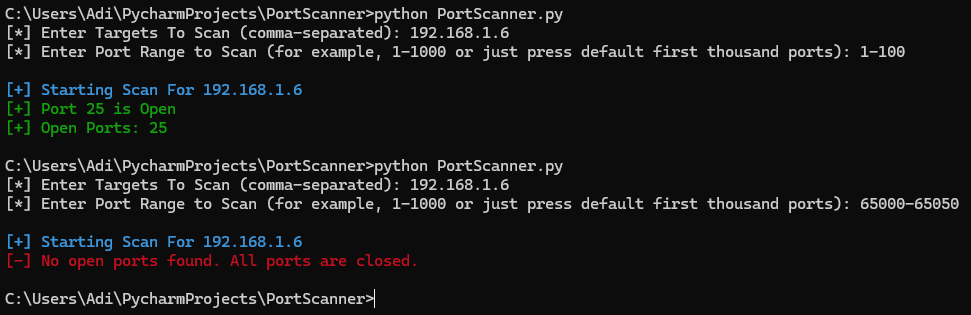 C:\Users\Adi\PycharmProjects\PortScanner>python PortScanner.py
[*] Enter Targets To Scan (comma-separated): 192.168.1.6
[*] Enter Port Range to Scan (for example, 1-1000 or just press default first thousand ports): 1-100
[+] Starting Scan For 192.168.1.6
[+] Port 25 is Open
[+] Open Ports: 25
C:\Users\Adi\PycharmProjects\PortScanner>python PortScanner.py
[*] Enter Targets To Scan (comma-separated): 192.168.1.6
[*] Enter Port Range to Scan (for example, 1-1000 or just press default first thousand ports): 65000-65050
[+] Starting Scan For 192.168.1.6
[-] No open ports found. All ports are closed.
C:\Users\Adi\PycharmProjects\PortScanner>